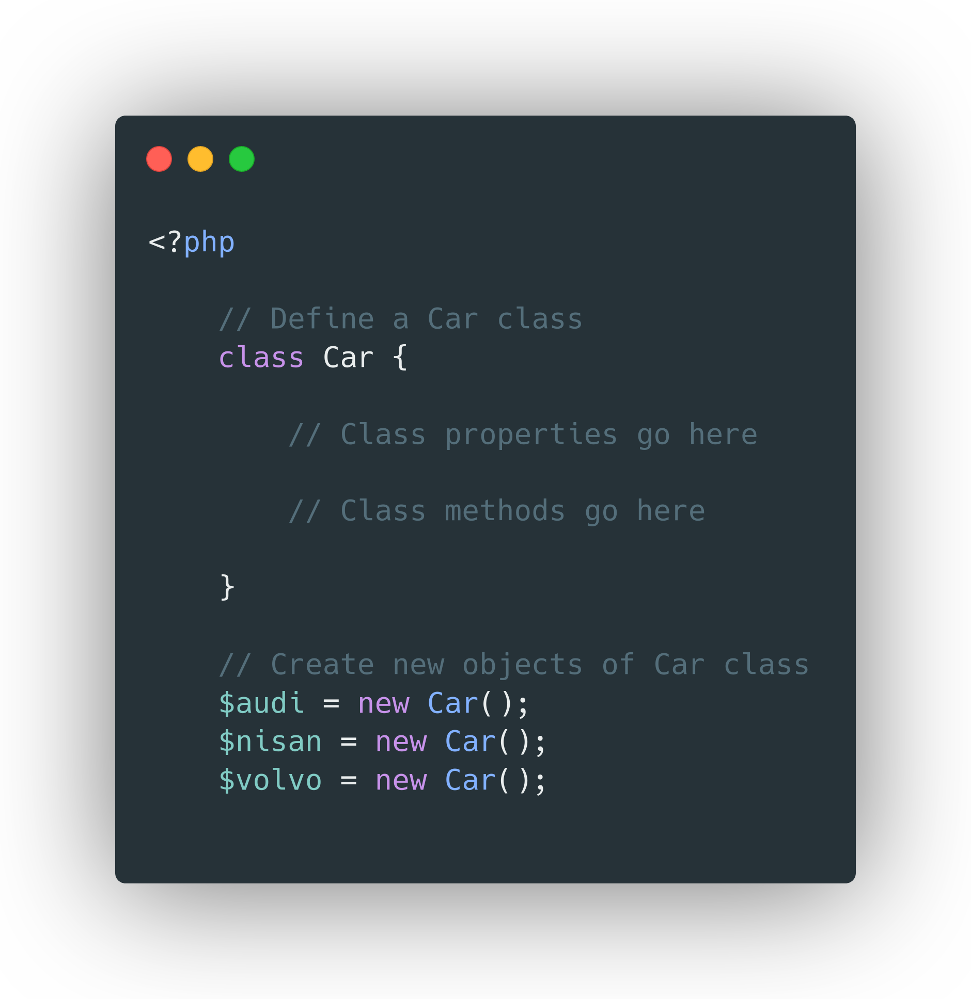 <?php
// Define a Car class
class Car {
// Class properties go here
// Class methods go here
}
// Create new objects of Car class
$audi = new Car();
$nisan = new Car();
$volvo = new Car();